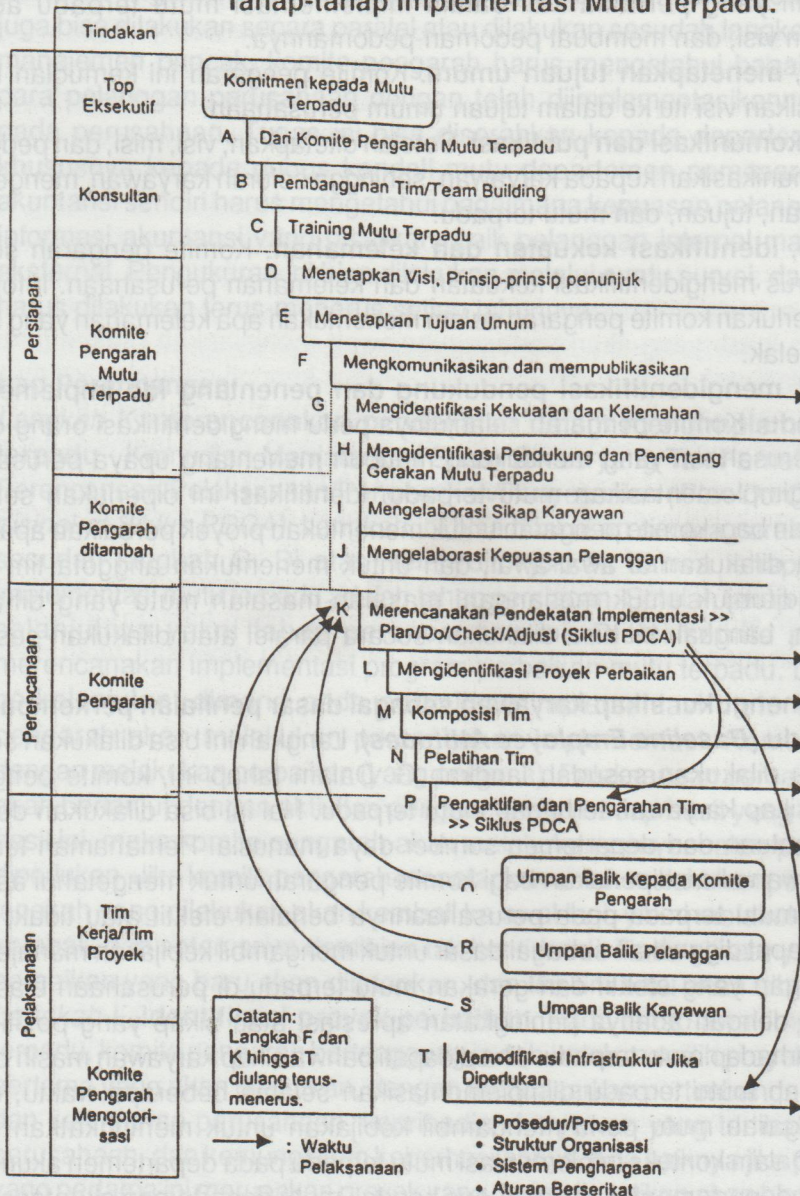 Tahap-tahap Implementasi Mutu Terpadu.
Tindakan
Top
Eksekutif
Komitmen kepada Mutu
Terpadu
A Dari Komite Pengarah Mutu Terpadu
Konsultan
B Pembangunan Tim/Team Building
C Training Mutu Terpadu
Persiapan
Komite
Pengarah
Mutu
Terpadu
D Menetapkan Visi: Prinsip-prinsip penunjuk
E Menetapkan Tujuan Umum
F Mengkomunikasikan dan mempublikasikan
G Mengidentifikasi Kekuatan dan Kelemahan
H Mengidentifikasi Pendukung dan Penentang
Gerakan Mutu Terpadu
Komite
Pengarah
ditambah
I Mengelaborasi Sikap Karyawan
J Mengelaborasi Kepuasan Pelanggan
Perencanaan
Komite
Pengarah
K Merencanakan Pendekatan Implementasi >>
Plan/Do/Check/Adjust (Siklus PDCA)
L Mengidentifikasi Proyek Perbaikan
M Komposisi Tim
N Pelatihan Tim
P Pengaktifan dan Pengarahan Tim
> Siklus PDCA
Pelaksanaan
Tim
Kerja/Tim
Proyek
Umpan Balik Kepada Komite
Pengarah
R Umpan Balik Pelanggan
S Umpan Balik Karyawan
T Memodifikasi Infrastruktur Jika
Diperlukan
Komite
Pengarah
Mengotori-
sasi
Catatan:
Langkah F dan
K hingga
diulang terus-
menerus.
: Waktu
Pelaksanaan
• Prosedur/Proses
• Struktur Organisasi
• Sistem Penghargaan
• Aturan Berserikat